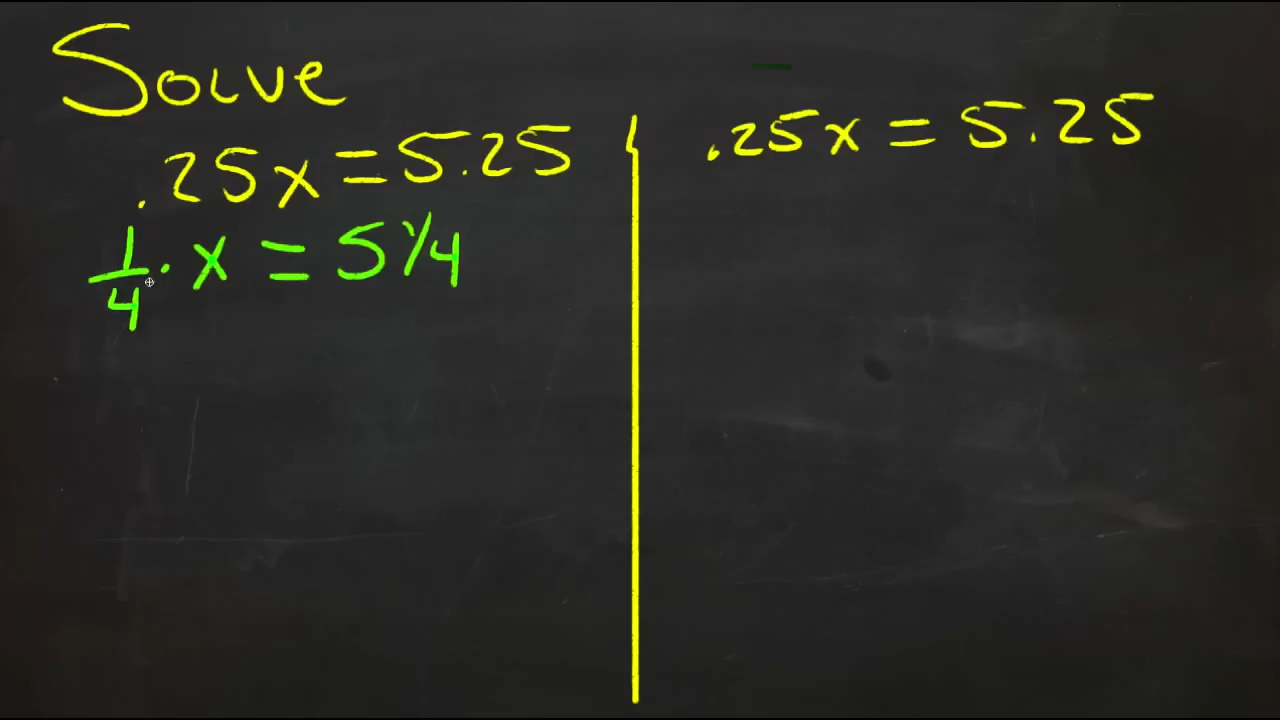 Solve
.25x = 5.25
1/4 · x = 5 1/4
.25x = 5.25